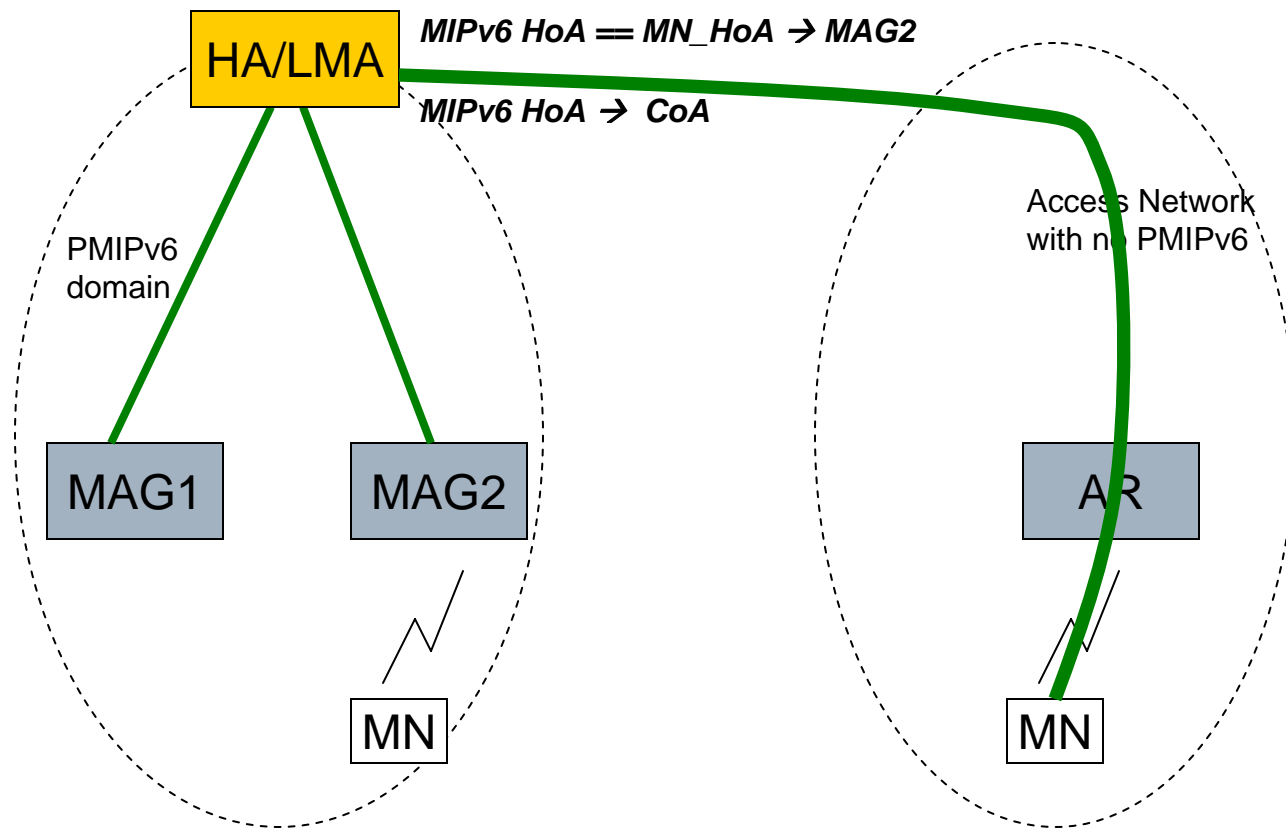 HA/LMA
MIPv6 HoA == MN_HoA → MAG2
MIPv6 HoA → CoA
PMIPv6
domain
Access Network
with no PMIPv6
MAG1
MAG2
AR
MN
MN